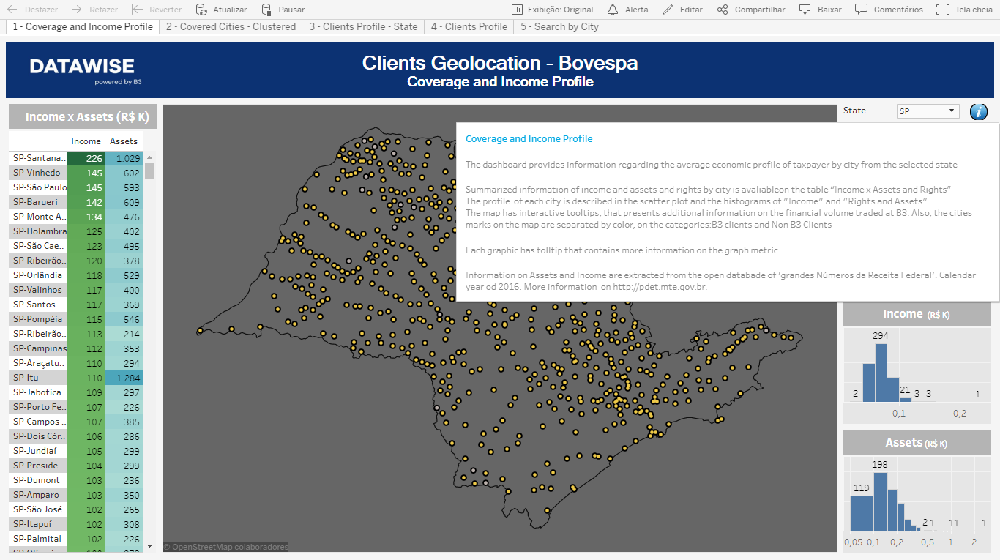 Desfazer Refazer Reverter Atualizar Pausar Exibição: Original Alerta Editar Compartilhar Baixar Comentários Tela cheia
1 - Coverage and Income Profile 2 - Covered Cities - Clustered 3 - Clients Profile - State 4 - Clients Profile 5 - Search by City
DATAWISE
powered by B3
Clients Geolocation - Bovespa
Coverage and Income Profile
Income x Assets (R$ K)
Income Assets
SP-Santana.. 226 1.029
SP-Vinhedo 145 602
SP-São Paulo 145 593
SP-Barueri 142 609
SP-Monte A.. 134 476
SP-Holambra 125 402
SP-São Cae.. 123 495
SP-Ribeirão.. 120 378
SP-Orlândia 118 529
SP-Valinhos 117 400
SP-Santos 117 369
SP-Pompéia 115 546
SP-Ribeirão.. 113 214
SP-Campinas 112 353
SP-Araçatu.. 110 294
SP-Itu 110 1.284
SP-Jabotica.. 109 297
SP-Porto Fe.. 107 226
SP-Campos .. 107 385
SP-Dois Cór.. 106 286
SP-Jundiaí 105 299
SP-Preside.. 104 299
SP-Dumont 103 236
SP-Amparo 103 350
SP-São José.. 102 265
SP-Itapuí 102 308
SP-Palmital 102 226
© OpenStreetMap colaboradores
State SP
i
Coverage and Income Profile
The dashboard provides information regarding the average economic profile of taxpayer by city from the selected state
Summarized information of income and assets and rights by city is avaliableon the table "Income x Assets and Rights"
The profile of each city is described in the scatter plot and the histograms of "Income" and "Rights and Assets"
The map has interactive tooltips, that presents additional information on the financial volume traded at B3. Also, the cities
marks on the map are separated by color, on the categories:B3 clients and Non B3 Clients
Each graphic has tolltip that contains more information on the graph metric
Information on Assets and Income are extracted from the open databade of 'grandes Números da Receita Federal'. Calendar
year od 2016. More information on http://pdet.mte.gov.br.
Income (R$ K)
294
2 21 3 3 1
0,1 0,2
Assets (R$ K)
198
119
2 1 11 1
0,05 0,1 0,2 0,5 1 2